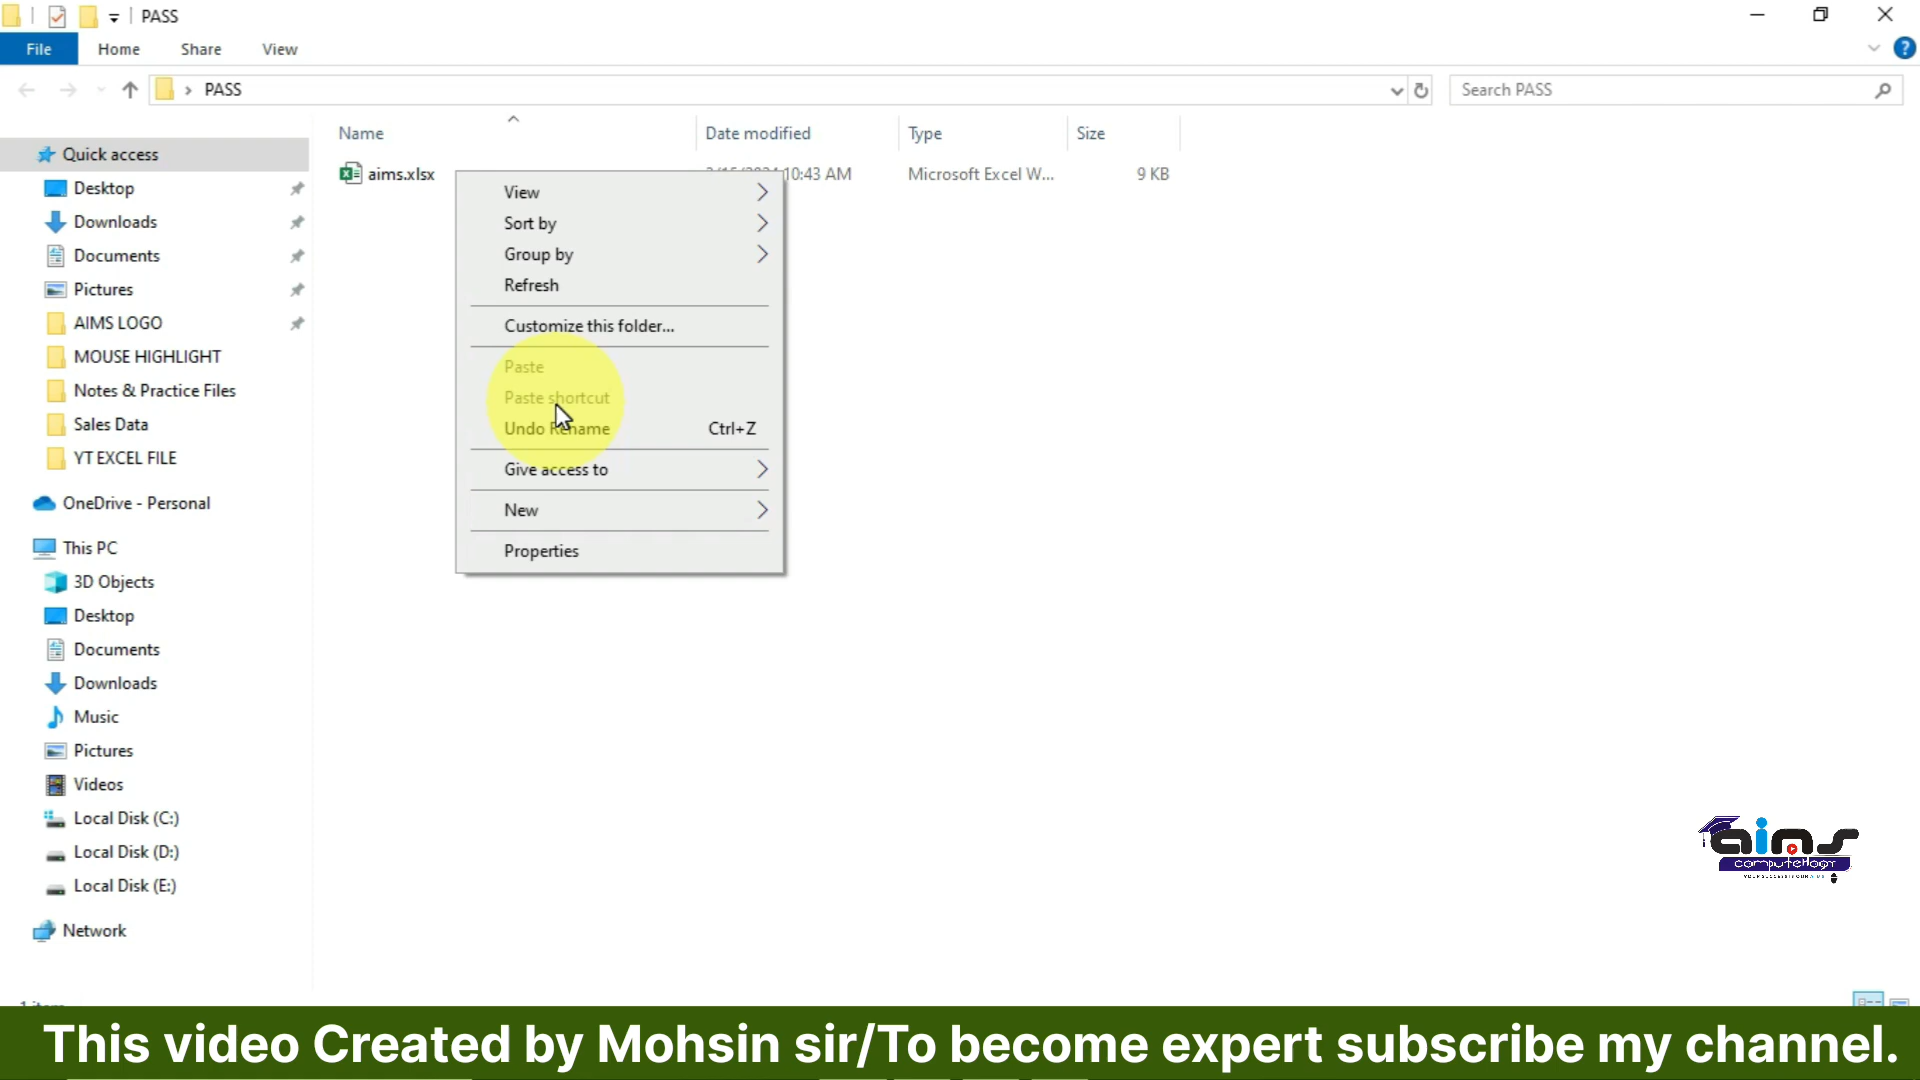 PASS
File Home Share View
PASS
Search PASS
Name Date modified Type Size
aims.xlsx 10:43 AM Microsoft Excel W... 9 KB
Quick access
Desktop
Downloads
Documents
Pictures
AIMS LOGO
MOUSE HIGHLIGHT
Notes & Practice Files
Sales Data
YT EXCEL FILE
OneDrive - Personal
This PC
3D Objects
Desktop
Documents
Downloads
Music
Pictures
Videos
Local Disk (C:)
Local Disk (D:)
Local Disk (E:)
Network
View
Sort by
Group by
Refresh
Customize this folder...
Paste
Paste shortcut
Undo Rename Ctrl+Z
Give access to
New
Properties
aims
computeHogy
This video Created by Mohsin sir/To become expert subscribe my channel.